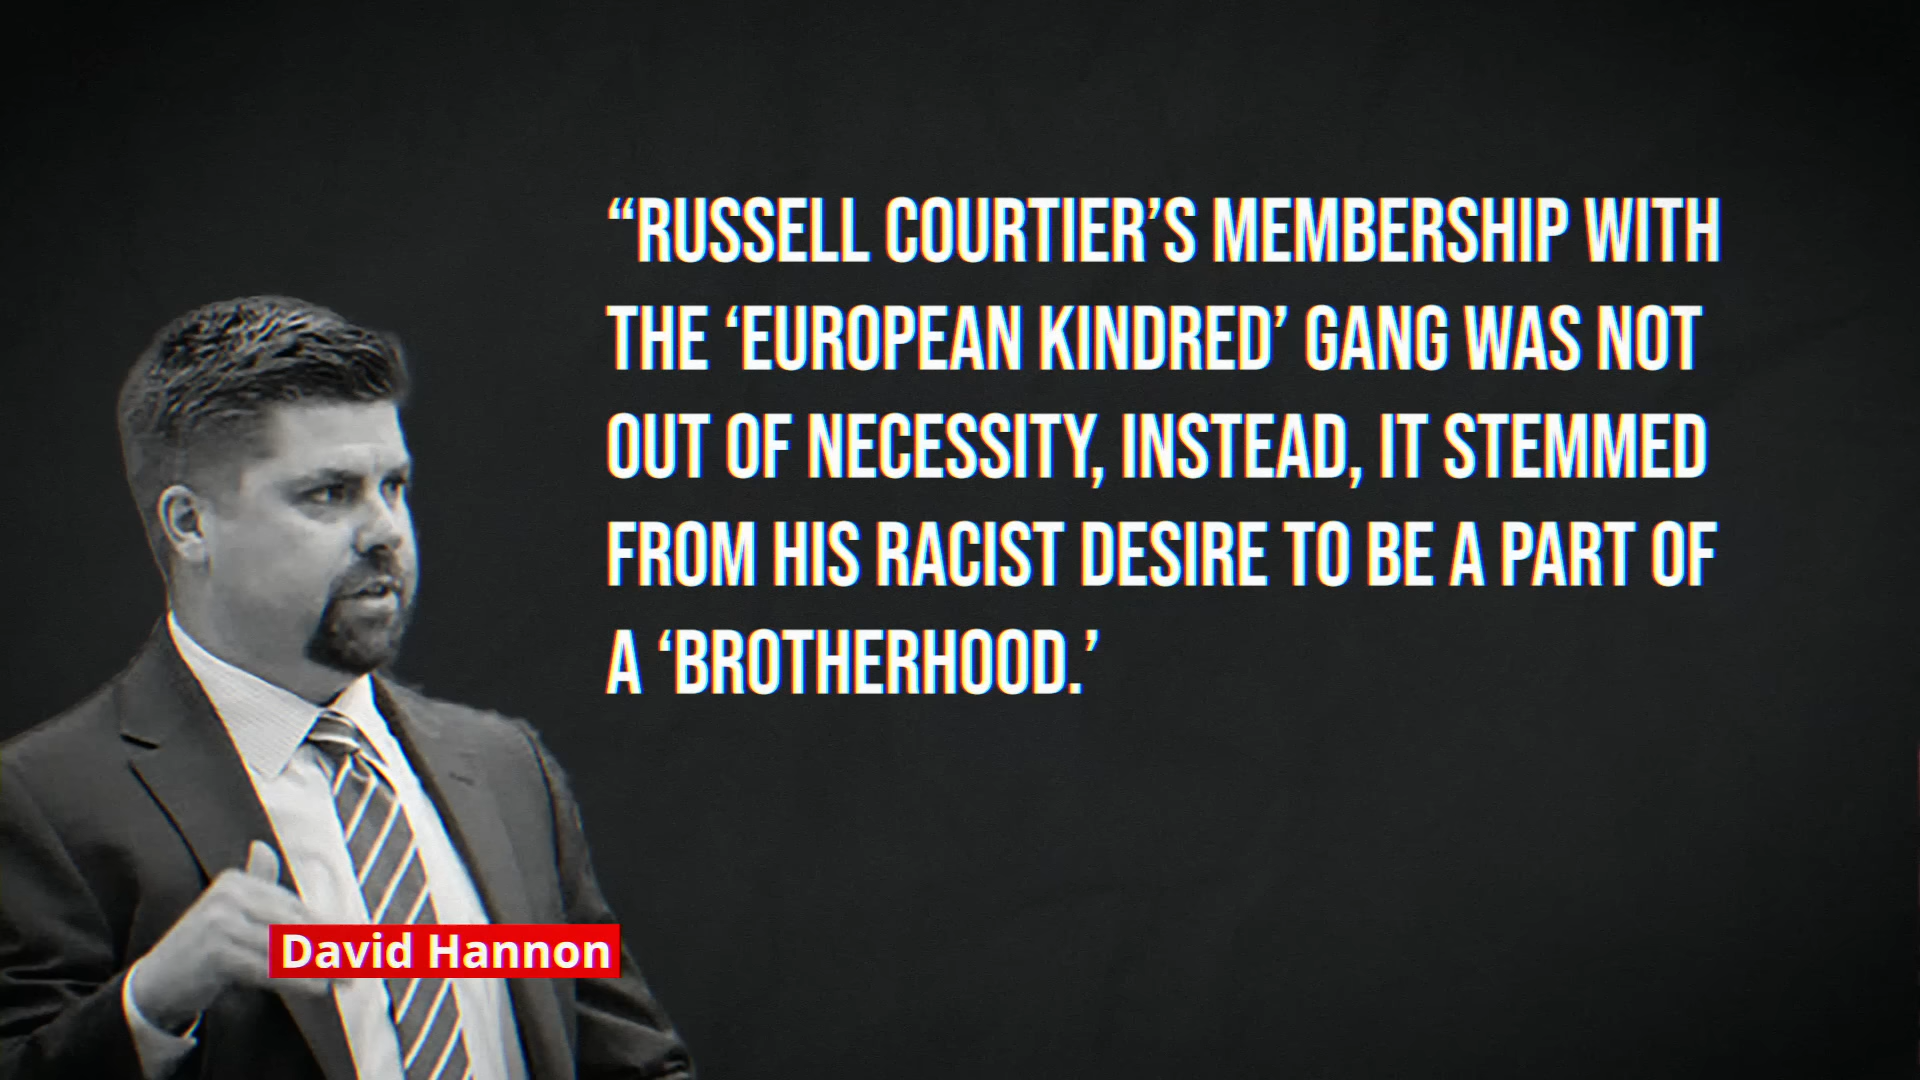 “RUSSELL COURTIER’S MEMBERSHIP WITH
THE ‘EUROPEAN KINDRED’ GANG WAS NOT
OUT OF NECESSITY, INSTEAD, IT STEMMED
FROM HIS RACIST DESIRE TO BE A PART OF
A ‘BROTHERHOOD.’
David Hannon